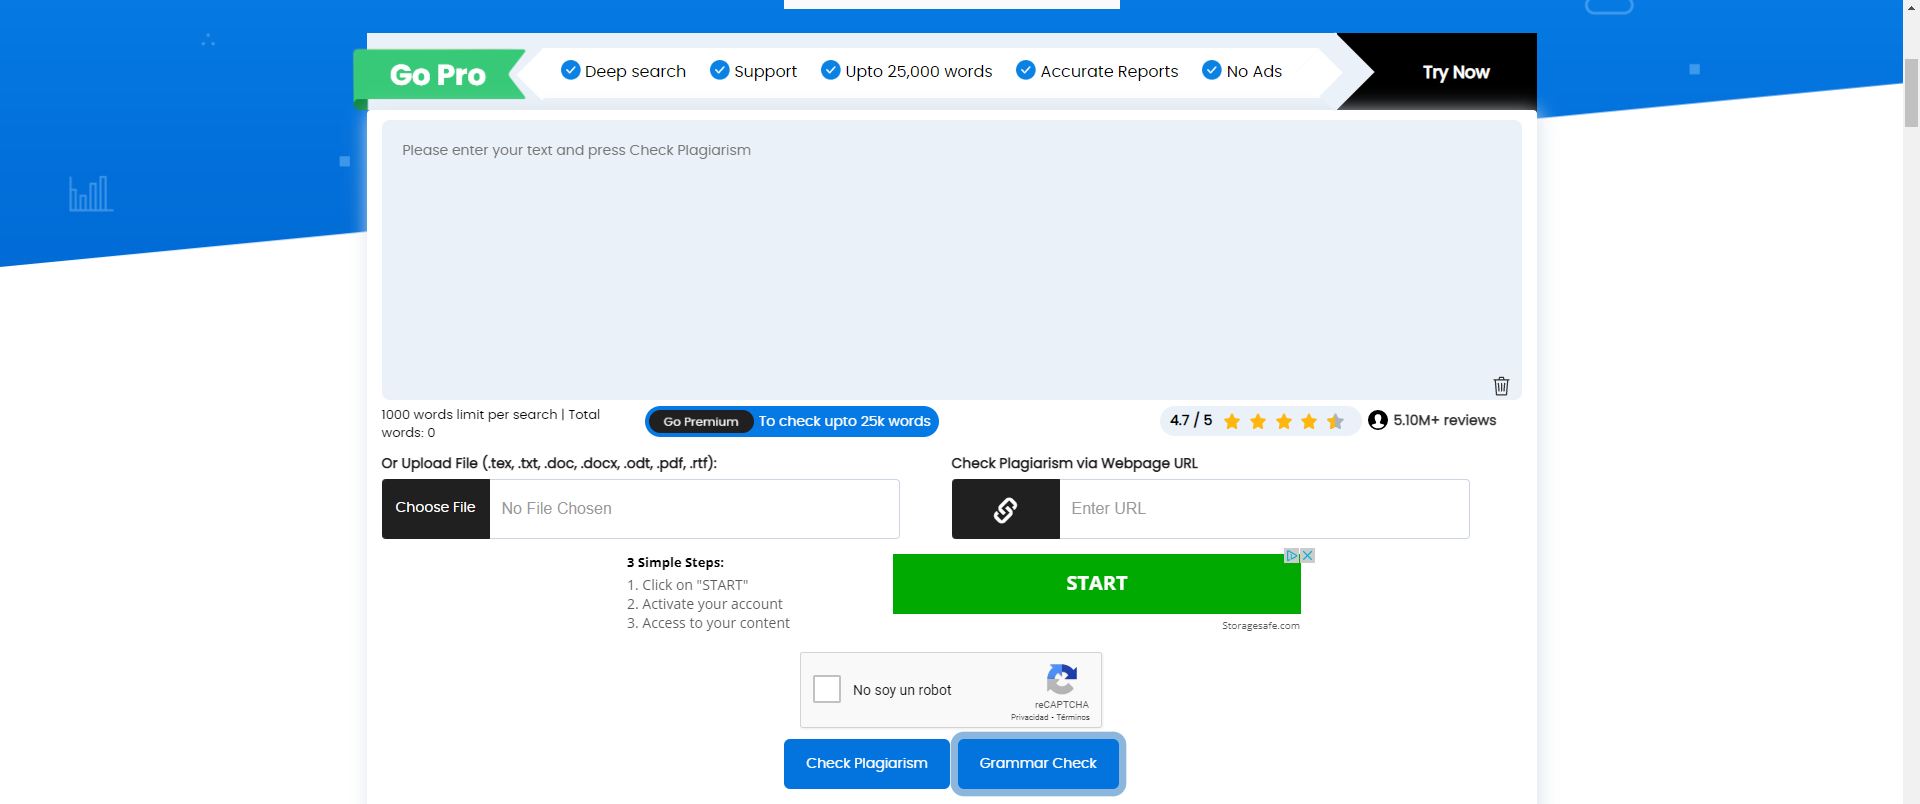 Go Pro
Deep search
Support
Upto 25,000 words
Accurate Reports
No Ads
Try Now
Please enter your text and press Check Plagiarism
1000 words limit per search | Total
words: 0
Go Premium
To check upto 25k words
4.7 / 5
5.10M+ reviews
Or Upload File (.tex, .txt, .doc, .docx, .odt, .pdf, .rtf):
Check Plagiarism via Webpage URL
Choose File
No File Chosen
Enter URL
3 Simple Steps:
1. Click on "START"
2. Activate your account
3. Access to your content
START
Storagesafe.com
No soy un robot
reCAPTCHA
Privacidad - Términos
Check Plagiarism
Grammar Check